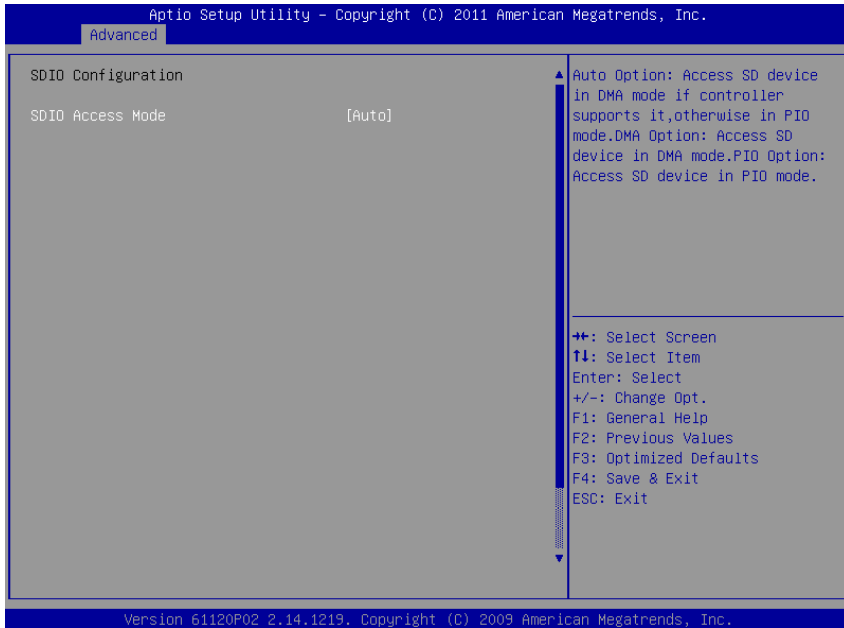 Aptio Setup Utility – Copyright (C) 2011 American Megatrends, Inc.
Advanced
SDIO Configuration
SDIO Access Mode [Auto]
Auto Option: Access SD device
in DMA mode if controller
supports it,otherwise in PIO
mode.DMA Option: Access SD
device in DMA mode.PIO Option:
Access SD device in PIO mode.
→←: Select Screen
↑↓: Select Item
Enter: Select
+/-: Change Opt.
F1: General Help
F2: Previous Values
F3: Optimized Defaults
F4: Save & Exit
ESC: Exit
Version 61120P02 2.14.1219. Copyright (C) 2009 American Megatrends, Inc.